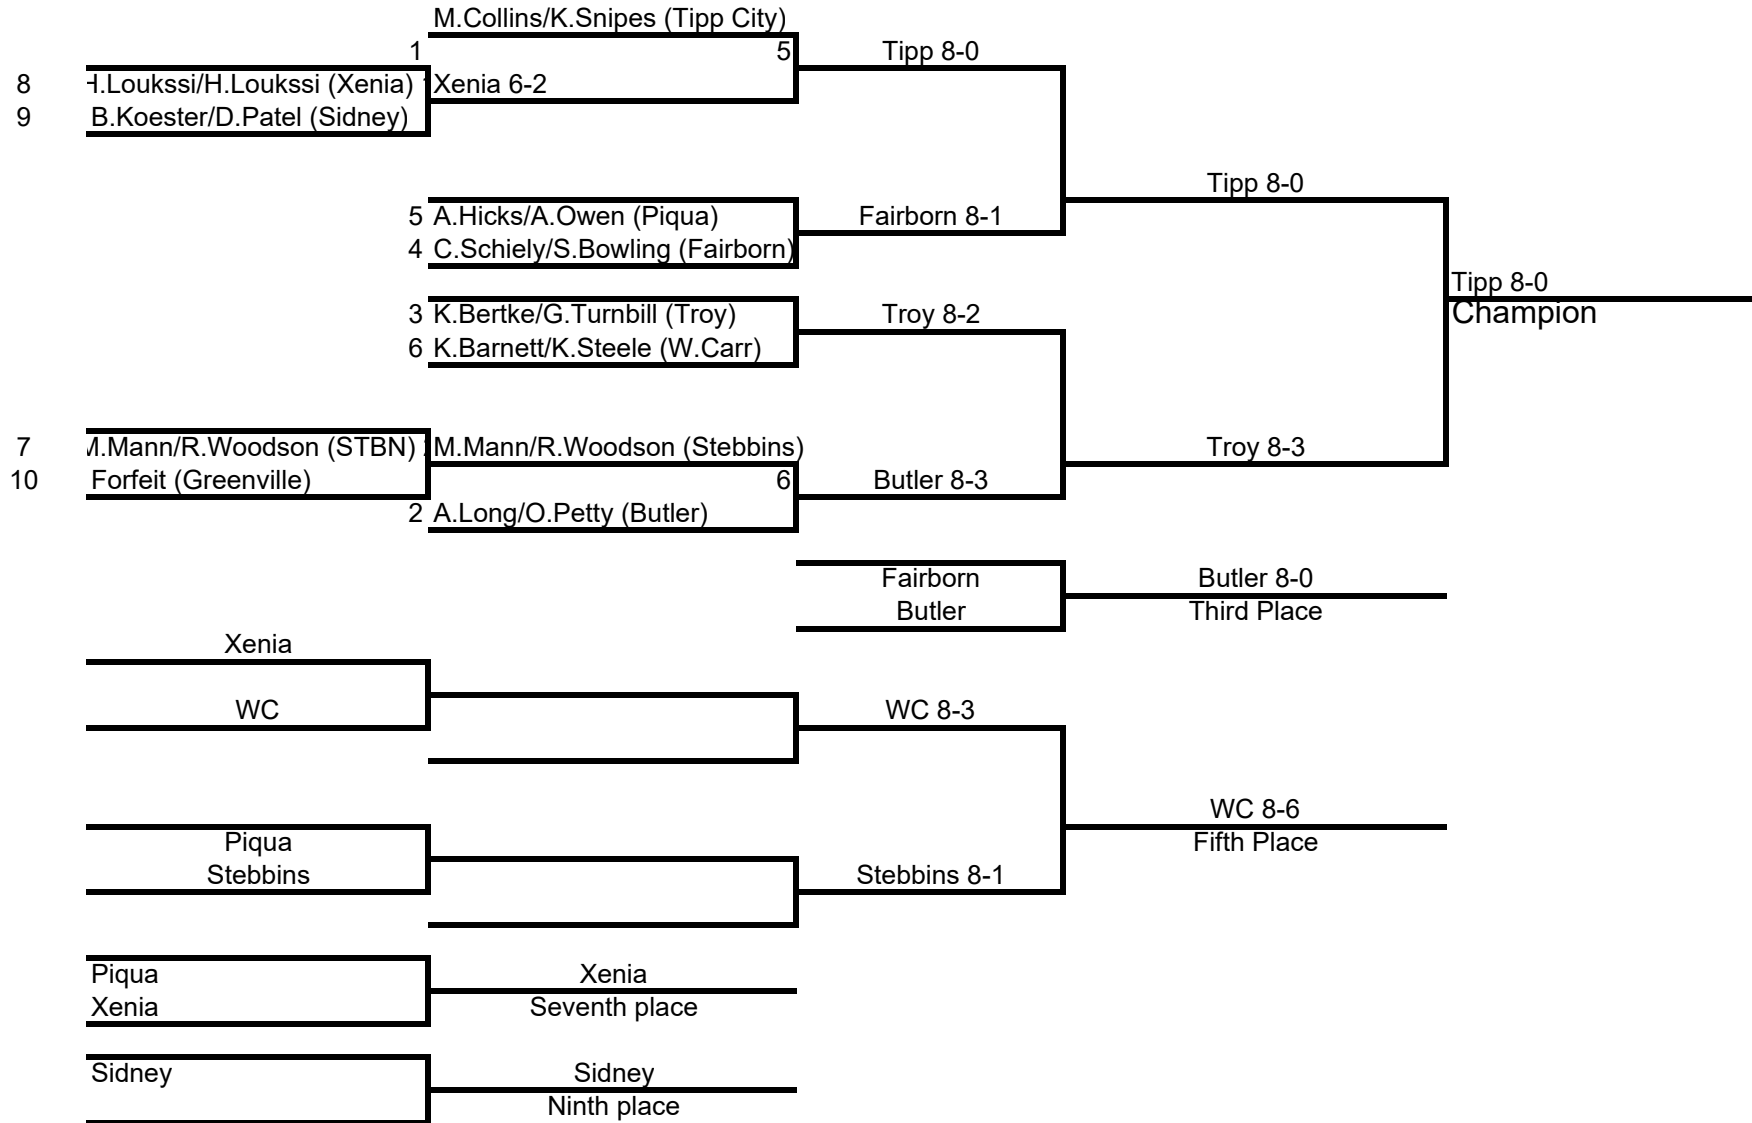 M.Collins/K.Snipes (Tipp City)
1 5 Tipp 8-0
8 H.Loukssi/H.Loukssi (Xenia) Xenia 6-2
9 B.Koester/D.Patel (Sidney)
Tipp 8-0
5 A.Hicks/A.Owen (Piqua) Fairborn 8-1
4 C.Schiely/S.Bowling (Fairborn)
Tipp 8-0
3 K.Bertke/G.Turnbill (Troy) Troy 8-2
Champion
6 K.Barnett/K.Steele (W.Carr)
7 M.Mann/R.Woodson (STBN) M.Mann/R.Woodson (Stebbins) Troy 8-3
10 Forfeit (Greenville) 6 Butler 8-3
2 A.Long/O.Petty (Butler)
Fairborn Butler 8-0
Butler Third Place
Xenia
WC WC 8-3
WC 8-6
Piqua Fifth Place
Stebbins Stebbins 8-1
Piqua Xenia
Xenia Seventh place
Sidney Sidney
Ninth place